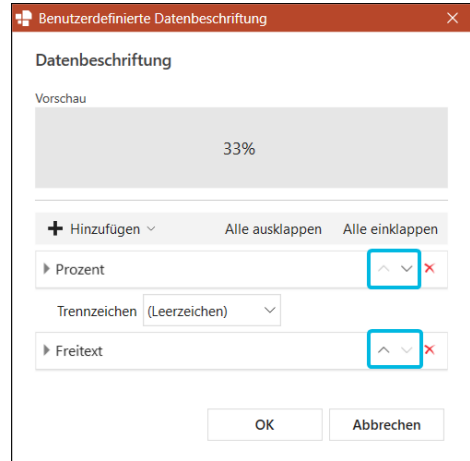 Benutzerdefinierte Datenbeschriftung
Datenbeschriftung
Vorschau
33%
Hinzufügen Alle ausklappen Alle einklappen
Prozent
Trennzeichen (Leerzeichen)
Freitext
OK Abbrechen